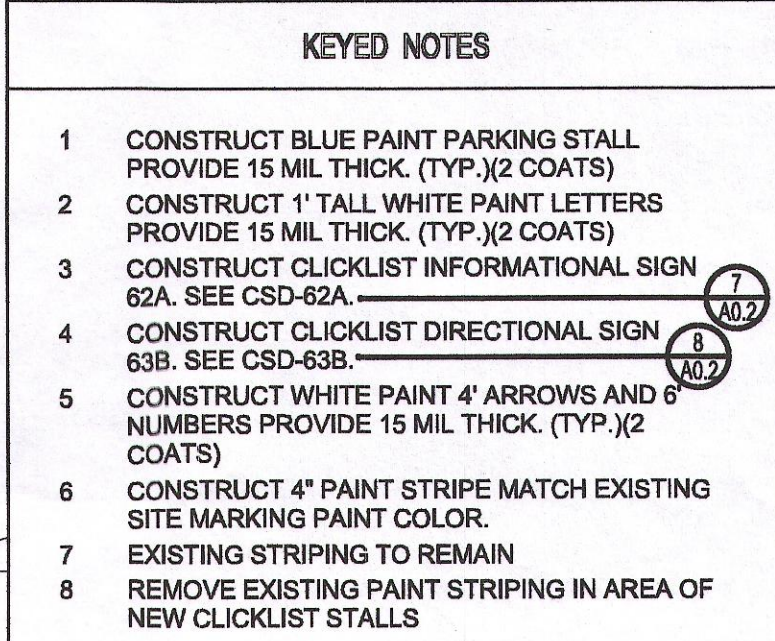 KEYED NOTES
1 CONSTRUCT BLUE PAINT PARKING STALL
PROVIDE 15 MIL THICK. (TYP.)(2 COATS)
2 CONSTRUCT 1' TALL WHITE PAINT LETTERS
PROVIDE 15 MIL THICK. (TYP.)(2 COATS)
3 CONSTRUCT CLICKLIST INFORMATIONAL SIGN
62A. SEE CSD-62A.
7
A0.2
4 CONSTRUCT CLICKLIST DIRECTIONAL SIGN
63B. SEE CSD-63B.
8
A0.2
5 CONSTRUCT WHITE PAINT 4' ARROWS AND 6'
NUMBERS PROVIDE 15 MIL THICK. (TYP.)(2
COATS)
6 CONSTRUCT 4" PAINT STRIPE MATCH EXISTING
SITE MARKING PAINT COLOR.
7 EXISTING STRIPING TO REMAIN
8 REMOVE EXISTING PAINT STRIPING IN AREA OF
NEW CLICKLIST STALLS